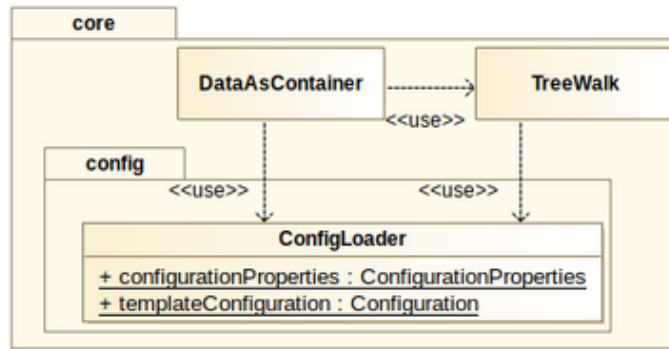 core
DataAsContainer
TreeWalk
<<use>>
config
<<use>>
<<use>>
ConfigLoader
+ configurationProperties : ConfigurationProperties
+ templateConfiguration : Configuration